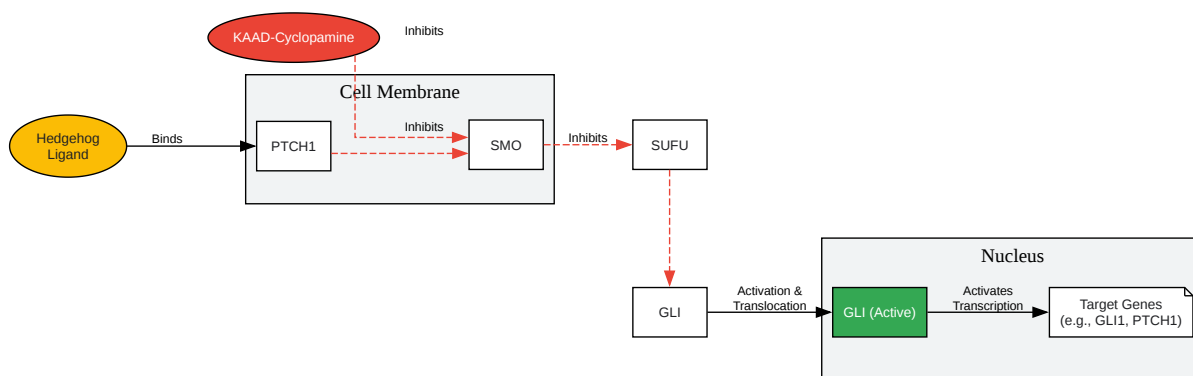 KAAD-Cyclopamine
Inhibits
Cell Membrane
Hedgehog
Ligand
Binds
PTCH1
Inhibits
SMO
Inhibits
SUFU
Nucleus
GLI
Activation &
Translocation
GLI (Active)
Activates
Transcription
Target Genes
(e.g., GLI1, PTCH1)